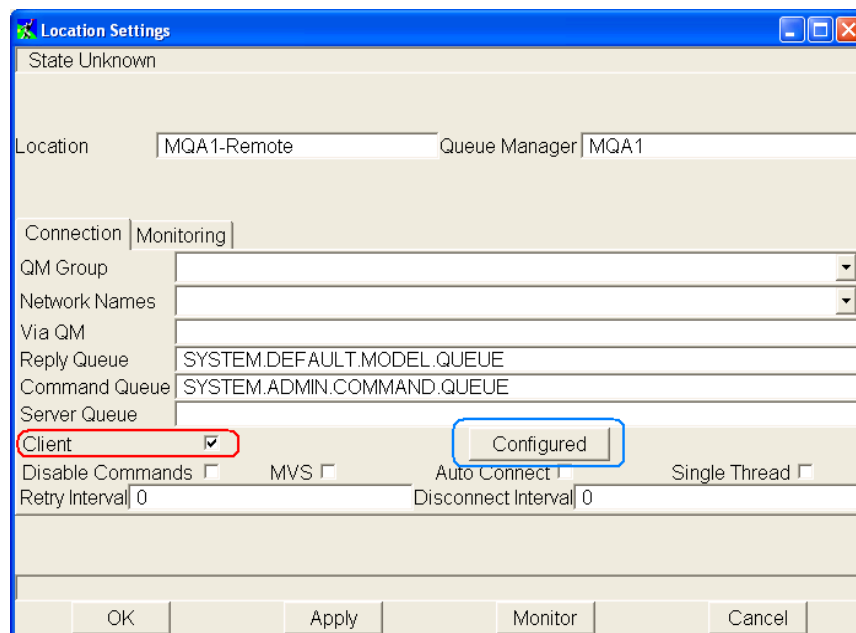 Location Settings
State Unknown
Location MQA1-Remote Queue Manager MQA1
Connection Monitoring
QM Group
Network Names
Via QM
Reply Queue SYSTEM.DEFAULT.MODEL.QUEUE
Command Queue SYSTEM.ADMIN.COMMAND.QUEUE
Server Queue
Client Configured
Disable Commands MVS Auto Connect Single Thread
Retry Interval 0 Disconnect Interval 0
OK Apply Monitor Cancel